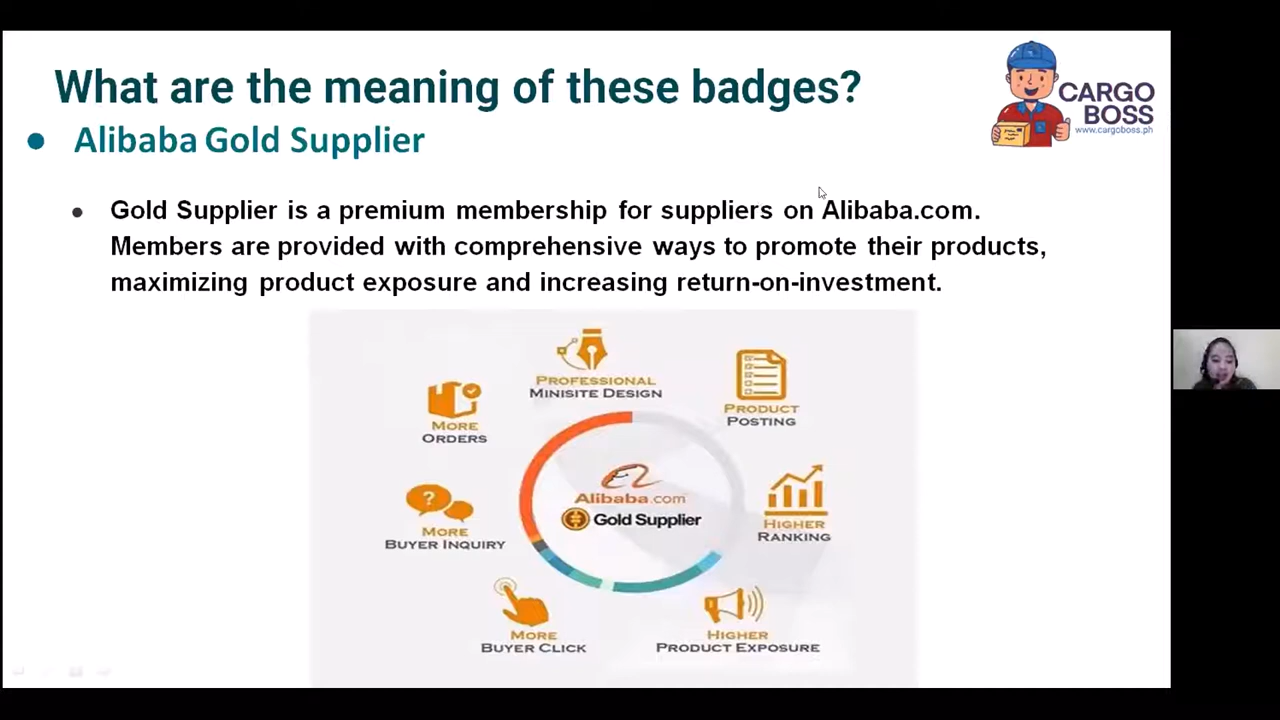 What are the meaning of these badges?
CARGO
BOSS
www.cargoboss.ph
● Alibaba Gold Supplier
● Gold Supplier is a premium membership for suppliers on Alibaba.com.
Members are provided with comprehensive ways to promote their products,
maximizing product exposure and increasing return-on-investment.
PROFESSIONAL
MINISITE DESIGN
PRODUCT
POSTING
MORE
ORDERS
Alibaba.com
Gold Supplier
HIGHER
RANKING
?
MORE
BUYER INQUIRY
MORE
BUYER CLICK
HIGHER
PRODUCT EXPOSURE